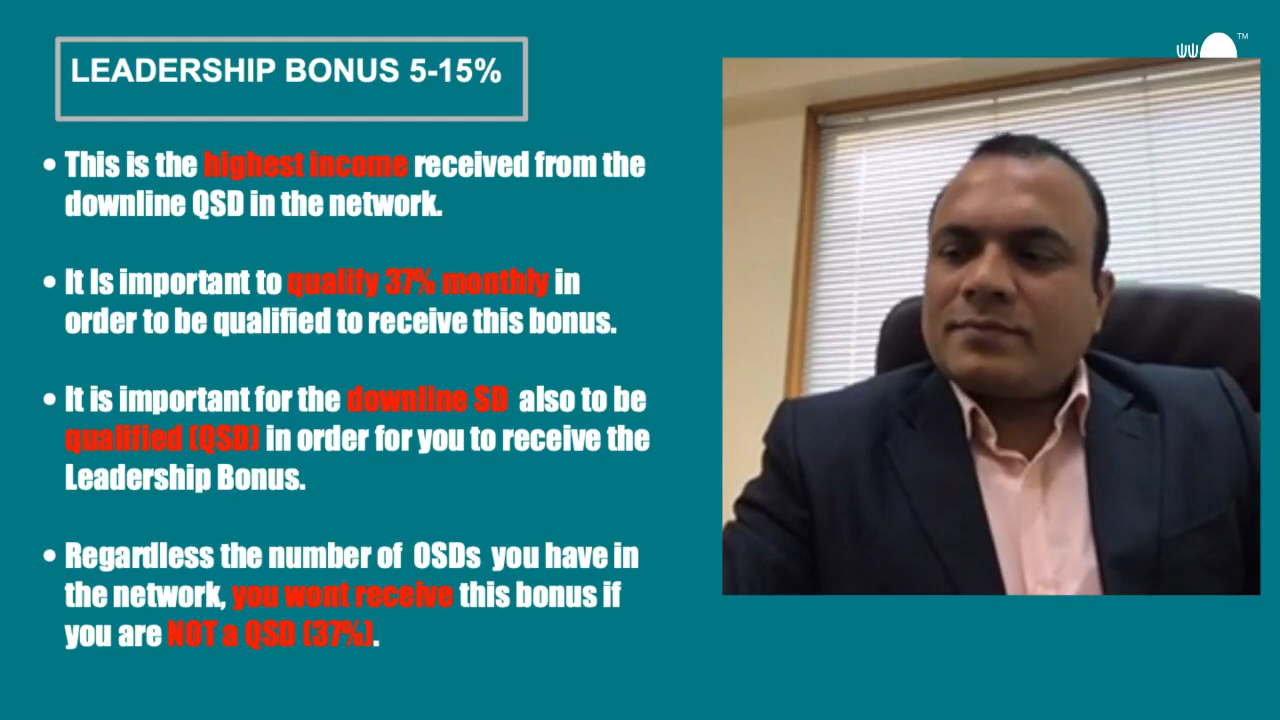 LEADERSHIP BONUS 5-15%
TM
• This is the highest income received from the
downline QSD in the network.
• It Is important to qualify 37% monthly in
order to be qualified to receive this bonus.
• It is important for the downline SD also to be
qualified (QSD) in order for you to receive the
Leadership Bonus.
• Regardless the number of OSDs you have in
the network, you wont receive this bonus if
you are NOT a QSD (37%).